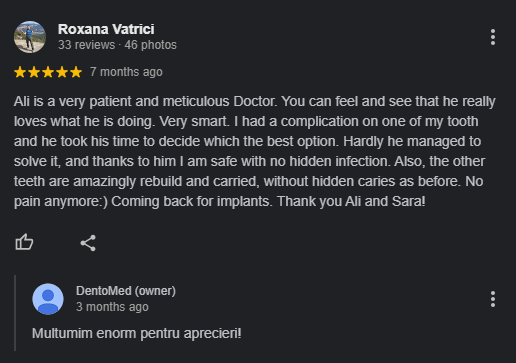 Roxana Vatrici
33 reviews · 46 photos
7 months ago
Ali is a very patient and meticulous Doctor. You can feel and see that he really
loves what he is doing. Very smart. I had a complication on one of my tooth
and he took his time to decide which the best option. Hardly he managed to
solve it, and thanks to him I am safe with no hidden infection. Also, the other
teeth are amazingly rebuild and carried, without hidden caries as before. No
pain anymore:) Coming back for implants. Thank you Ali and Sara!
DentoMed (owner)
3 months ago
Multumim enorm pentru aprecieri!